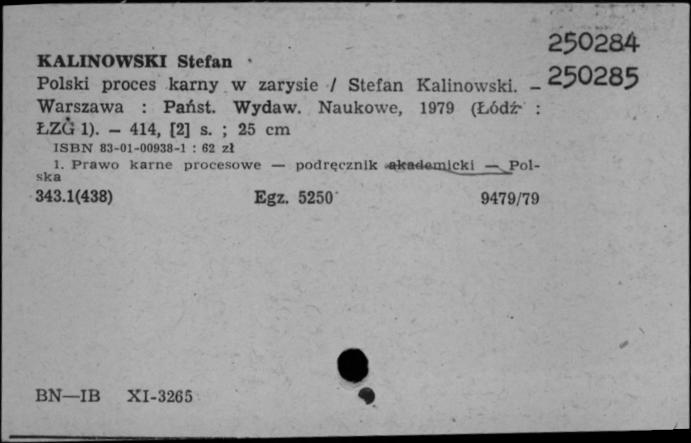 250284
KALINOWSKI Stefan
Polski proces karny w zarysie / Stefan Kalinowski. –
250285
Warszawa : Państ. Wydaw. Naukowe, 1979 (Łódź :
ŁZG 1). – 414, [2] s. ; 25 cm
ISBN 83-01-00938-1 : 62 zł
1. Prawo karne procesowe — podręcznik akademicki — Pol-
ska
343.1(438) Egz. 5250 9479/79
BN—IB XI-3265